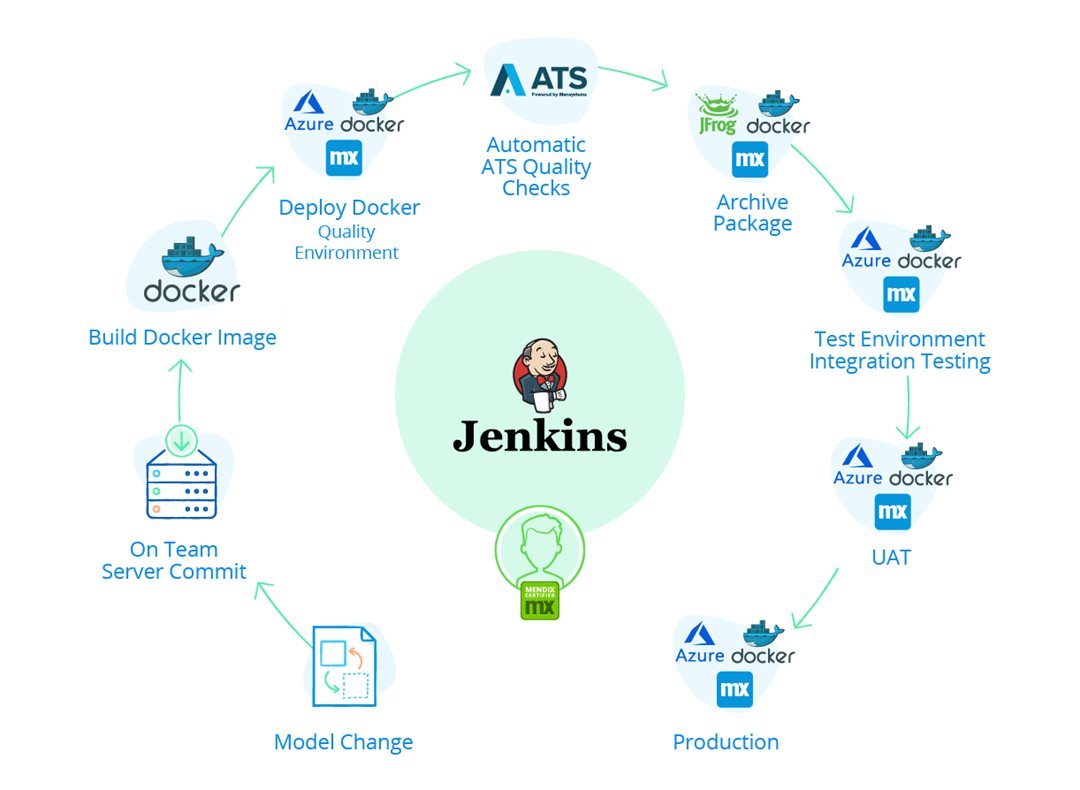 ATS
Powered by Mansystems
Automatic
ATS Quality
Checks
Azure
docker
mx
Deploy Docker
Quality
Environment
JFrog
docker
mx
Archive
Package
docker
Build Docker Image
Azure
docker
mx
Test Environment
Integration Testing
Jenkins
On Team
Server Commit
Azure
docker
mx
UAT
MENDIX
CERTIFIED
mx
Model Change
Azure
docker
mx
Production